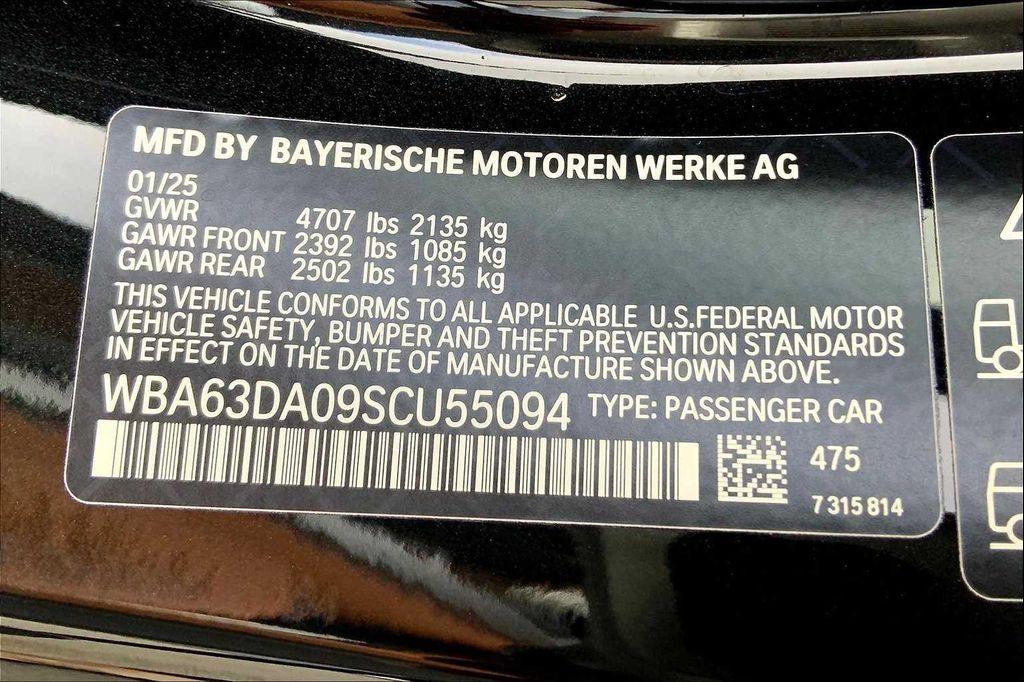 MFD BY BAYERISCHE MOTOREN WERKE AG
01/25
GVWR 4707 lbs 2135 kg
GAWR FRONT 2392 lbs 1085 kg
GAWR REAR 2502 lbs 1135 kg
THIS VEHICLE CONFORMS TO ALL APPLICABLE U.S.FEDERAL MOTOR
VEHICLE SAFETY, BUMPER AND THEFT PREVENTION STANDARDS
IN EFFECT ON THE DATE OF MANUFACTURE SHOWN ABOVE.
WBA63DA09SCU55094 TYPE: PASSENGER CAR
475
7 315 814